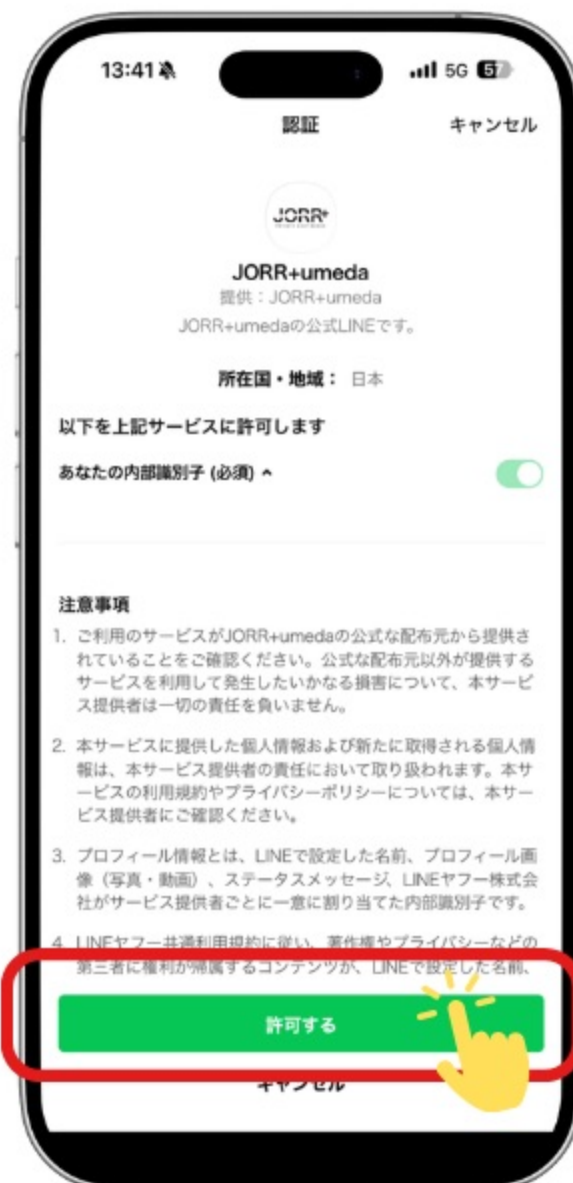 13:41
5G 57
認証
キャンセル
JORR+
JORR+umeda
提供：JORR+umeda
JORR+umedaの公式LINEです。
所在国・地域： 日本
以下を上記サービスに許可します
あなたの内部識別子 (必須)
注意事項
1. ご利用のサービスがJORR+umedaの公式な配布元から提供さ
れていることをご確認ください。公式な配布元以外が提供する
サービスを利用して発生したいかなる損害について、本サービ
ス提供者は一切の責任を負いません。
2. 本サービスに提供した個人情報および新たに取得される個人情
報は、本サービス提供者の責任において取り扱われます。本サ
ービスの利用規約やプライバシーポリシーについては、本サー
ビス提供者にご確認ください。
3. プロフィール情報とは、LINEで設定した名前、プロフィール画
像（写真・動画）、ステータスメッセージ、LINEヤフー株式会
社がサービス提供者ごとに一意に割り当てた内部識別子です。
4. LINEヤフー共通利用規約に従い、著作権やプライバシーなどの
第三者に権利が帰属するコンテンツが、LINEで設定した名前、
許可する
キャンセル